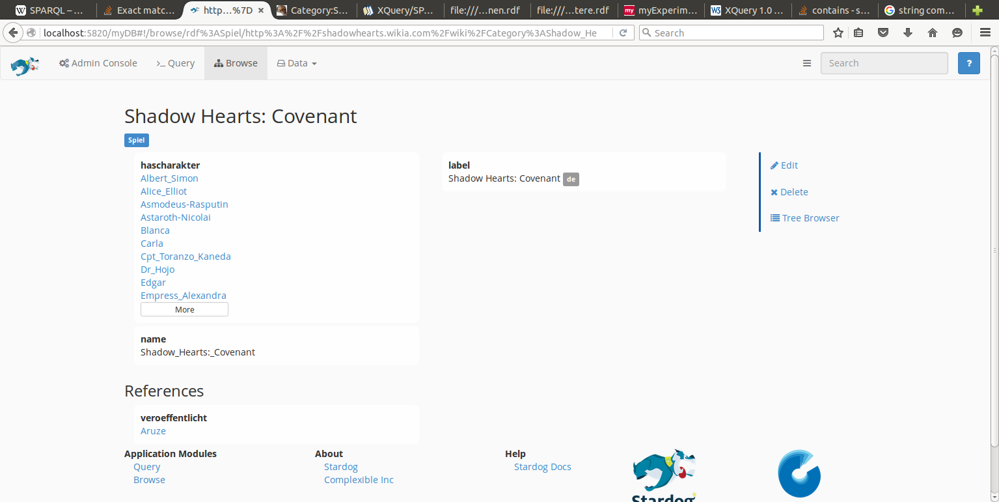 SPARQL – ...
Exact matc...
http...%7D
Category:S...
XQuery/SP...
file:///...nen.rdf
file:///...tere.rdf
my
myExperim...
W3
XQuery 1.0 ...
contains - s...
string com...
localhost:5820/myDB#!/browse/rdf%3ASpiel/http%3A%2F%2Fshadowhearts.wikia.com%2Fwiki%2FCategory%3AShadow_He
Search
Admin Console
>_ Query
Browse
Data
Search
?
Shadow Hearts: Covenant
Spiel
hascharakter
Albert_Simon
Alice_Elliot
Asmodeus-Rasputin
Astaroth-Nicolai
Blanca
Carla
Cpt_Toranzo_Kaneda
Dr_Hojo
Edgar
Empress_Alexandra
More
label
Shadow Hearts: Covenant de
Edit
Delete
Tree Browser
name
Shadow_Hearts:_Covenant
References
veroeffentlicht
Aruze
Application Modules
Query
Browse
About
Stardog
Complexible Inc
Help
Stardog Docs
Stardog